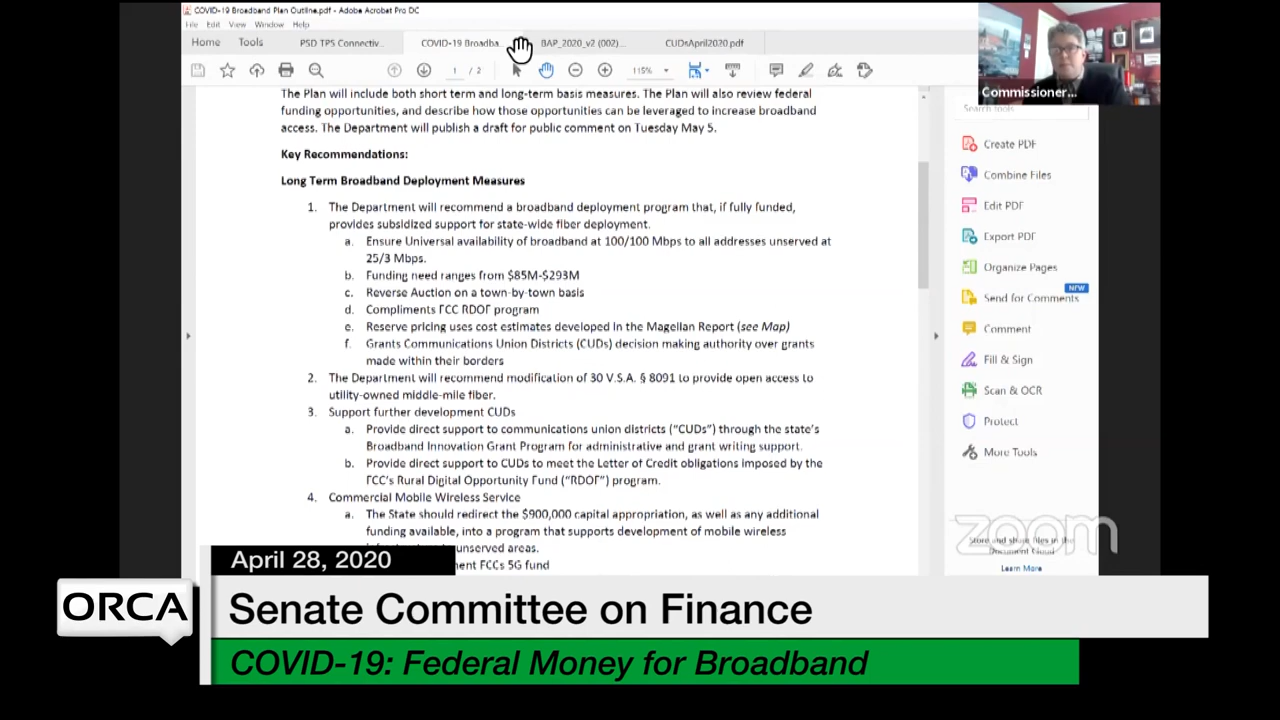 COVID-19 Broadband Plan Outline.pdf - Adobe Acrobat Pro DC
File Edit View Window Help
Home Tools PSD TPS Connectiv... COVID-19 Broadba... BAP_2020_v2 (002)... CUDsApril2020.pdf
1 / 2 115%
Commissioner...
The Plan will include both short term and long-term basis measures. The Plan will also review federal
funding opportunities, and describe how those opportunities can be leveraged to increase broadband
access. The Department will publish a draft for public comment on Tuesday May 5.
Key Recommendations:
Long Term Broadband Deployment Measures
1. The Department will recommend a broadband deployment program that, if fully funded,
provides subsidized support for state-wide fiber deployment.
a. Ensure Universal availability of broadband at 100/100 Mbps to all addresses unserved at
25/3 Mbps.
b. Funding need ranges from $85M-$293M
c. Reverse Auction on a town-by-town basis
d. Compliments FCC RDOF program
e. Reserve pricing uses cost estimates developed in the Magellan Report (see Map)
f. Grants Communications Union Districts (CUDs) decision making authority over grants
made within their borders
2. The Department will recommend modification of 30 V.S.A. § 8091 to provide open access to
utility-owned middle-mile fiber.
3. Support further development CUDs
a. Provide direct support to communications union districts ("CUDs") through the state's
Broadband Innovation Grant Program for administrative and grant writing support.
b. Provide direct support to CUDs to meet the Letter of Credit obligations imposed by the
FCC's Rural Digital Opportunity Fund ("RDOF") program.
4. Commercial Mobile Wireless Service
a. The State should redirect the $900,000 capital appropriation, as well as any additional
funding available, into a program that supports development of mobile wireless
unserved areas.
FCCs 5G fund
Search tools
Create PDF
Combine Files
Edit PDF
Export PDF
Organize Pages
NEW
Send for Comments
Comment
Fill & Sign
Scan & OCR
Protect
More Tools
zoom
Store and share files in the
Document Cloud
Learn More
April 28, 2020
ORCA
Senate Committee on Finance
COVID-19: Federal Money for Broadband